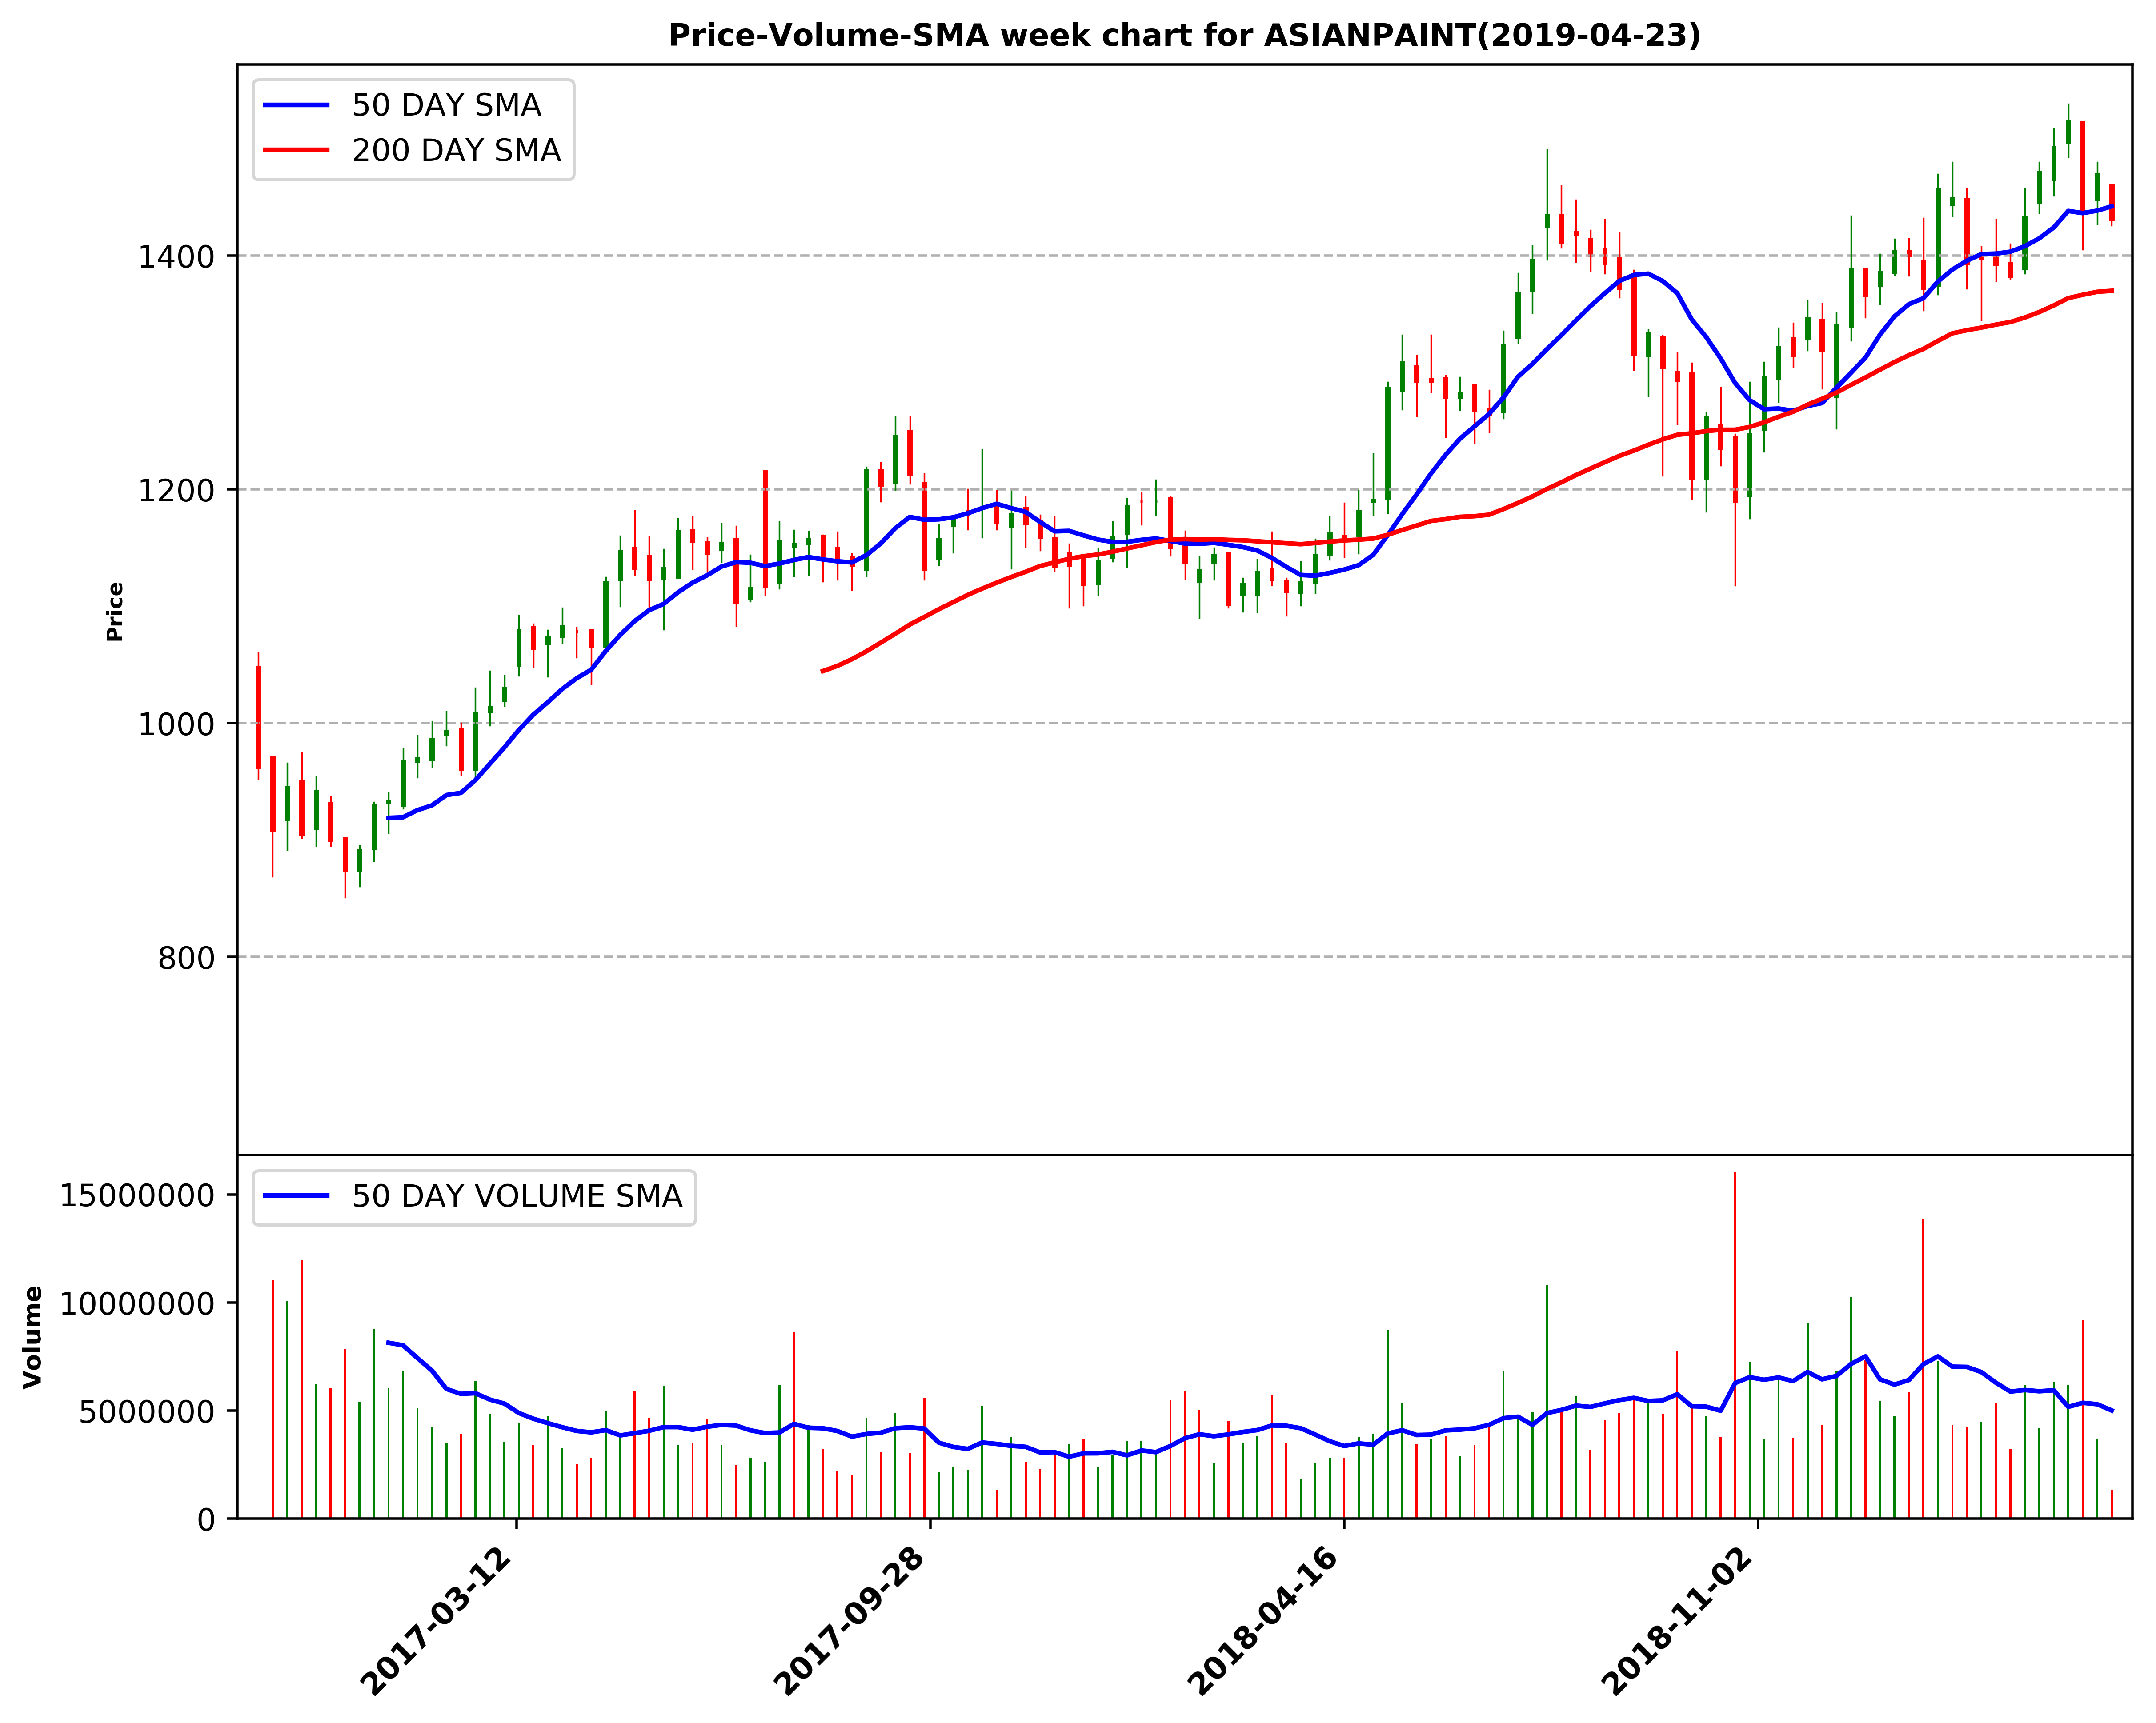 Price-Volume-SMA week chart for ASIANPAINT(2019-04-23)
50 DAY SMA
200 DAY SMA
1400
1200
1000
800
Price
50 DAY VOLUME SMA
15000000
10000000
5000000
0
Volume
2017-03-12
2017-09-28
2018-04-16
2018-11-02